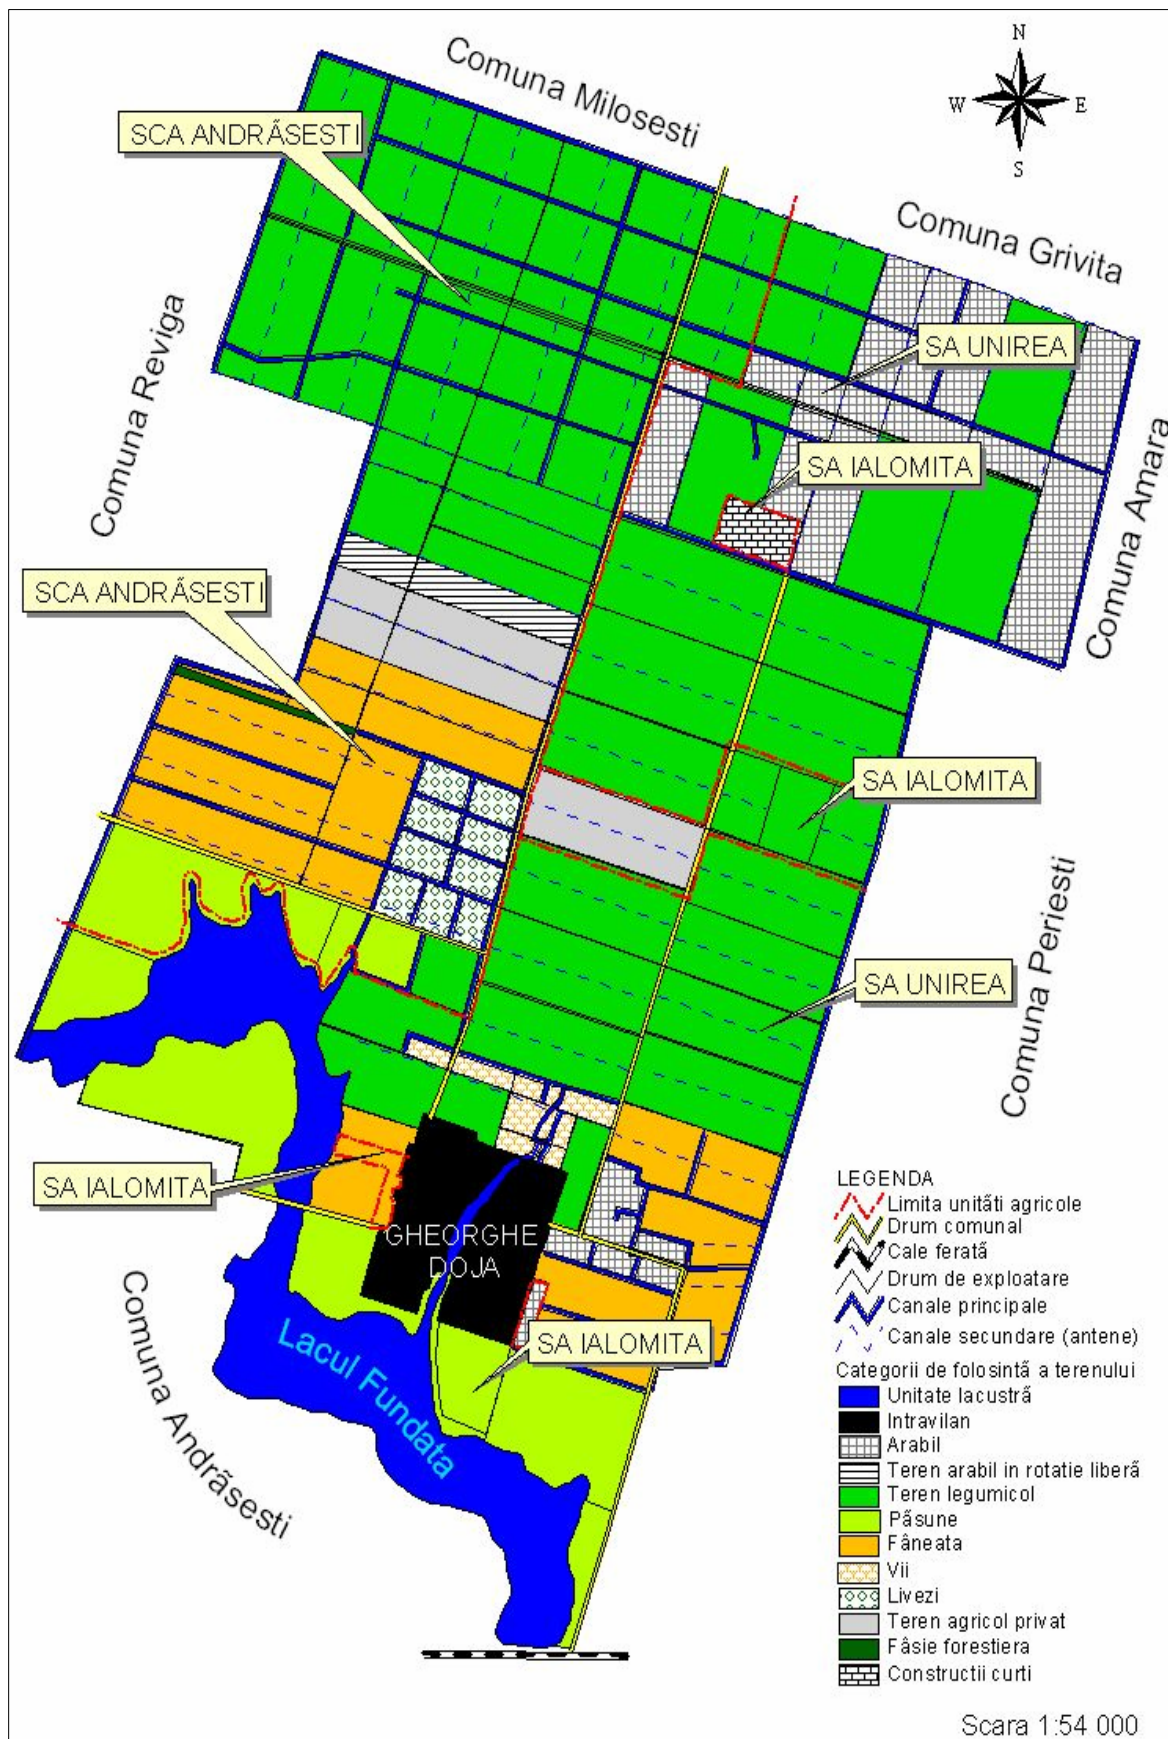 N
W E
S
Comuna Milosesti
SCA ANDRÃSESTI
Comuna Grivita
Comuna Reviga
SA UNIREA
Comuna Amara
SA IALOMITA
SCA ANDRÃSESTI
SA IALOMITA
Comuna Periesti
SA UNIREA
SA IALOMITA
GHEORGHE
DOJA
SA IALOMITA
Lacul Fundata
Comuna Andrãsesti
LEGENDA
Limita unitãti agricole
Drum comunal
Cale feratã
Drum de exploatare
Canale principale
Canale secundare (antene)
Categorii de folosintã a terenului
Unitate lacustrã
Intravilan
Arabil
Teren arabil in rotatie liberã
Teren legumicol
Pãsune
Fâneata
Vii
Livezi
Teren agricol privat
Fâsie forestiera
Constructii curti
Scara 1:54 000